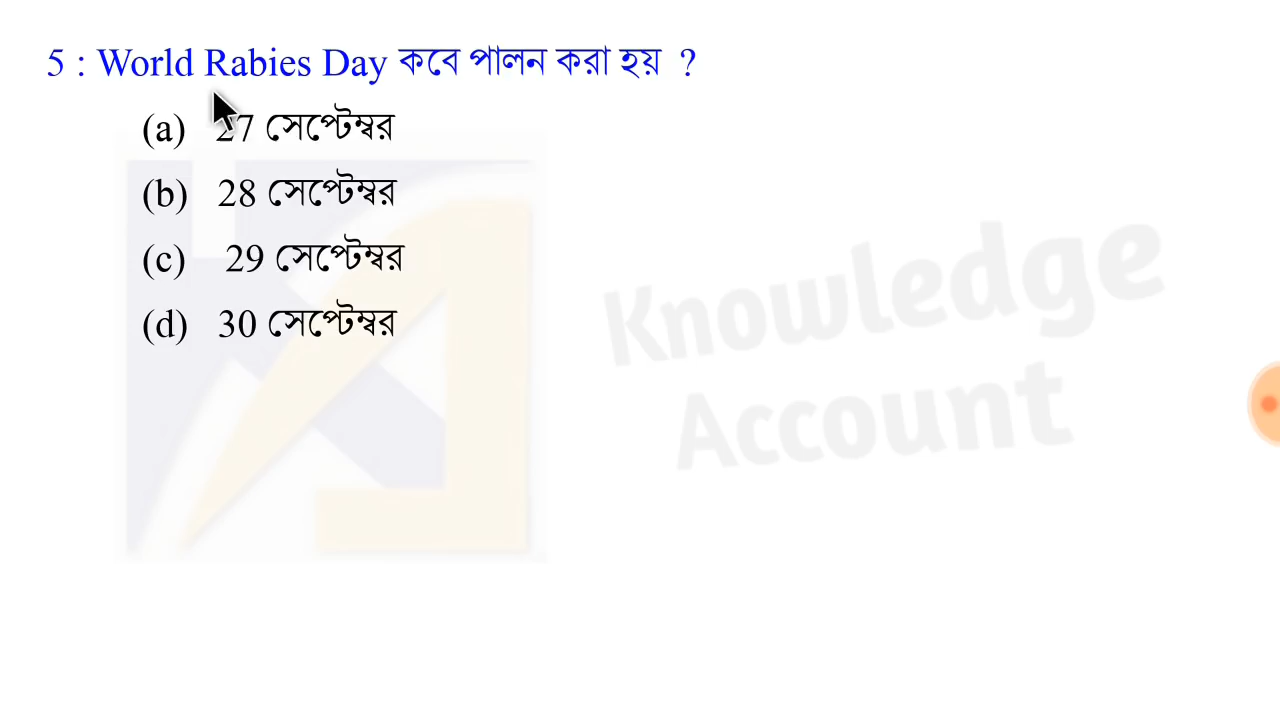 5 : World Rabies Day কবে পালন করা হয় ?
(a) 27 সেপ্টেম্বর
(b) 28 সেপ্টেম্বর
(c) 29 সেপ্টেম্বর
(d) 30 সেপ্টেম্বর
Knowledge
Account